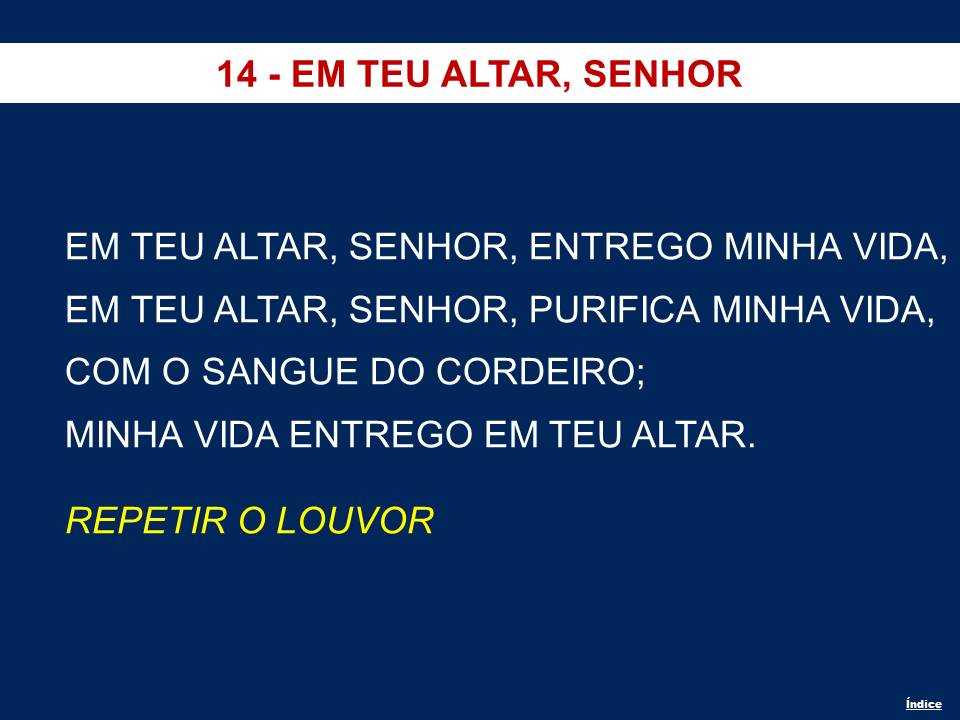 14 - EM TEU ALTAR, SENHOR
EM TEU ALTAR, SENHOR, ENTREGO MINHA VIDA,
EM TEU ALTAR, SENHOR, PURIFICA MINHA VIDA,
COM O SANGUE DO CORDEIRO;
MINHA VIDA ENTREGO EM TEU ALTAR.
REPETIR O LOUVOR
Índice